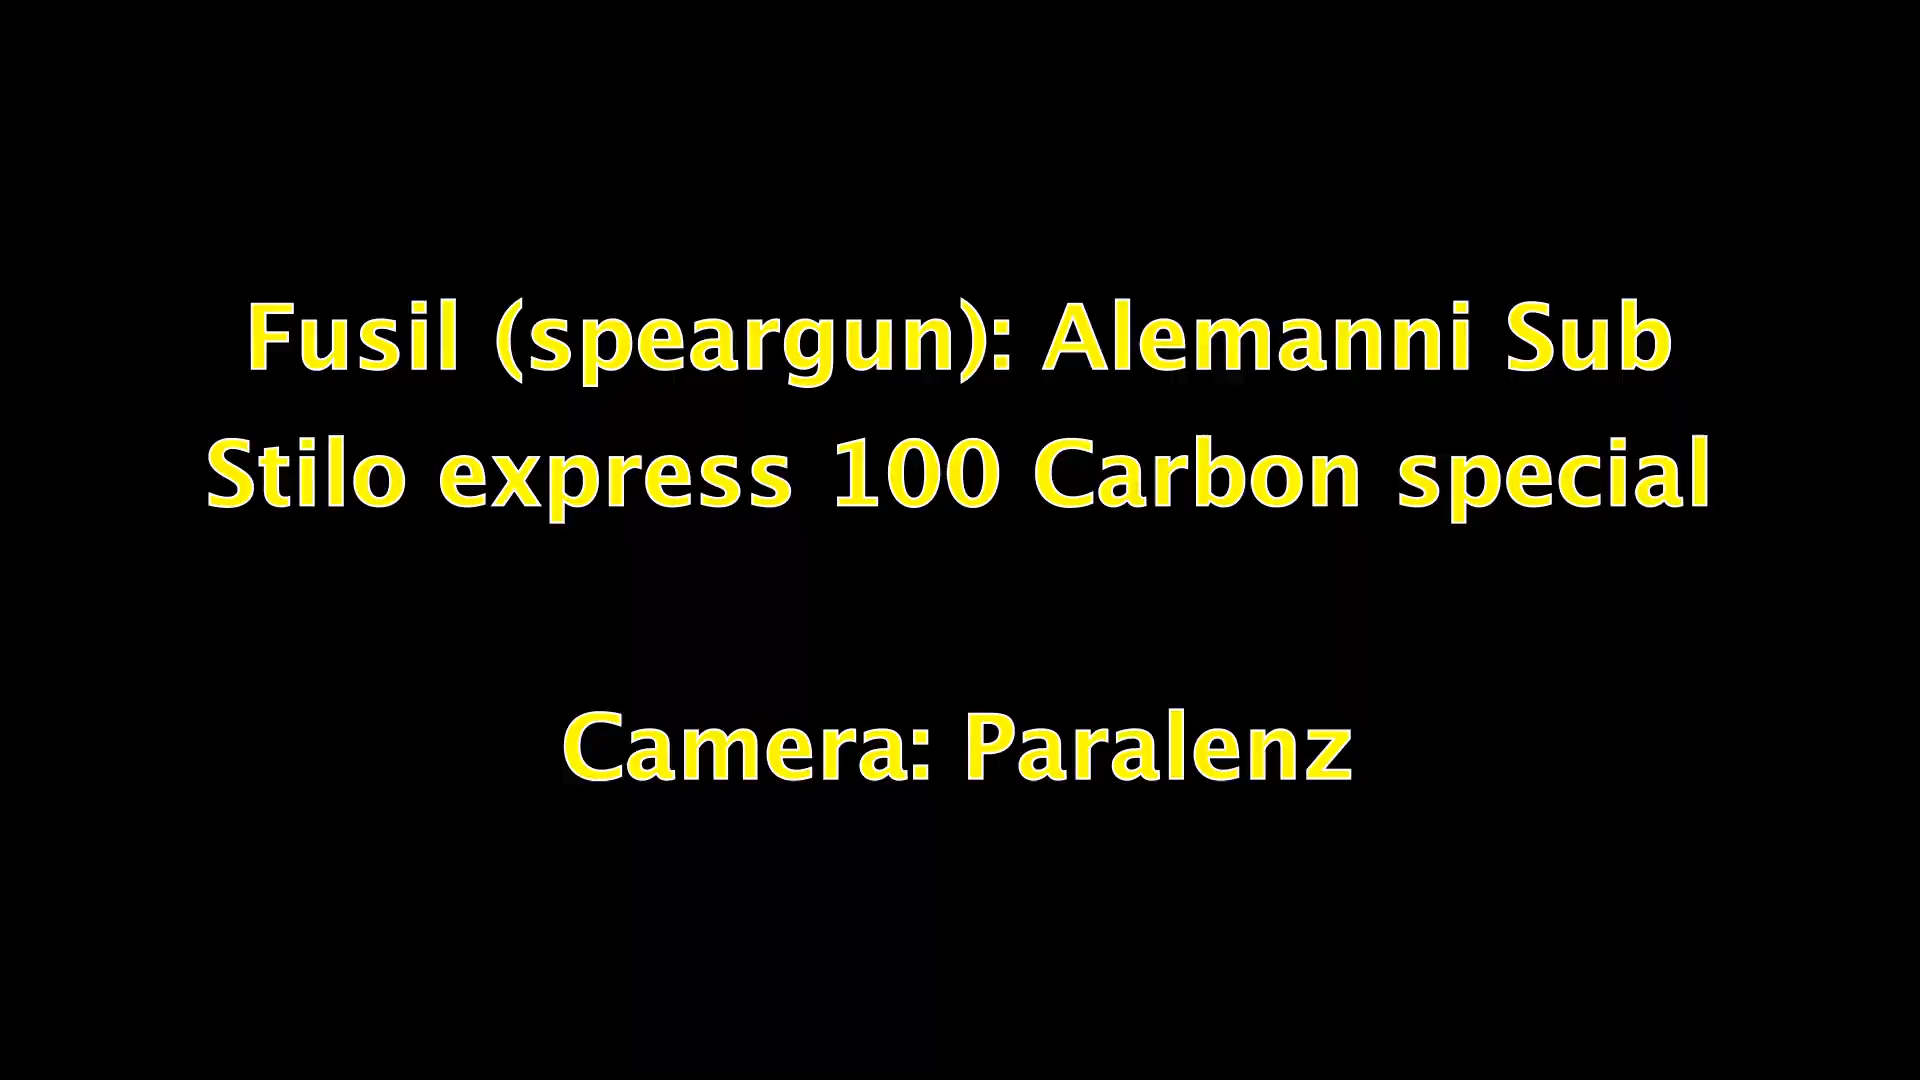 Fusil (speargun): Alemanni Sub
Stilo express 100 Carbon special
Camera: Paralenz